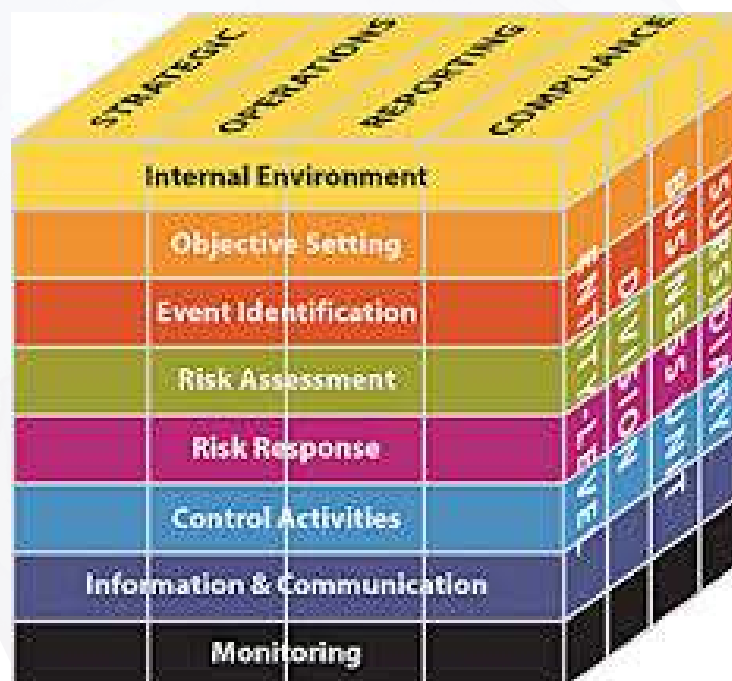 STRATEGIC
OPERATIONS
REPORTING
COMPLIANCE
Internal Environment
Objective Setting
Event Identification
Risk Assessment
Risk Response
Control Activities
Information & Communication
Monitoring
ENTITY-LEVEL
DIVISION
BUSINESS UNIT
SUBSIDIARY